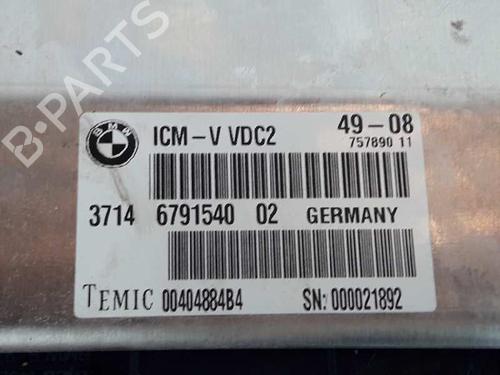 B-PARTS
BMW
ICM-V VDC2
49-08
757890 11
3714 6791540 02 GERMANY
TEMIC 00404884B4 SN: 000021892